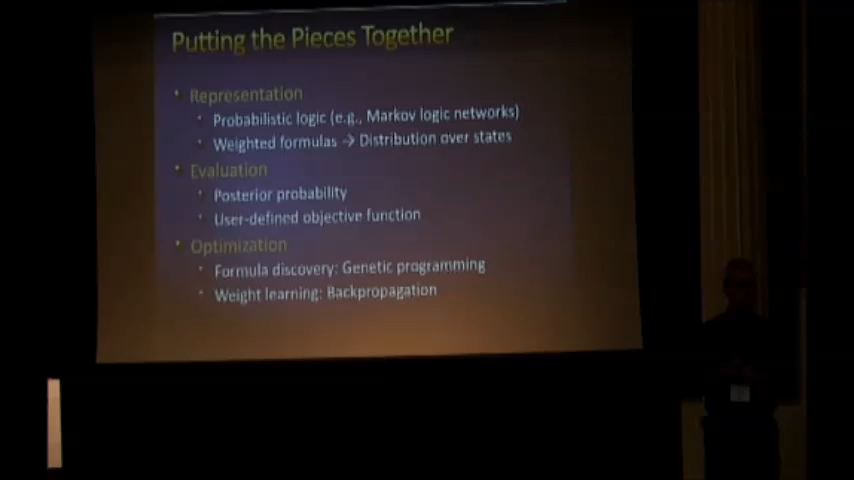 Putting the Pieces Together
• Representation
• Probabilistic logic (e.g., Markov logic networks)
• Weighted formulas → Distribution over states
• Evaluation
• Posterior probability
• User-defined objective function
• Optimization
• Formula discovery: Genetic programming
• Weight learning: Backpropagation